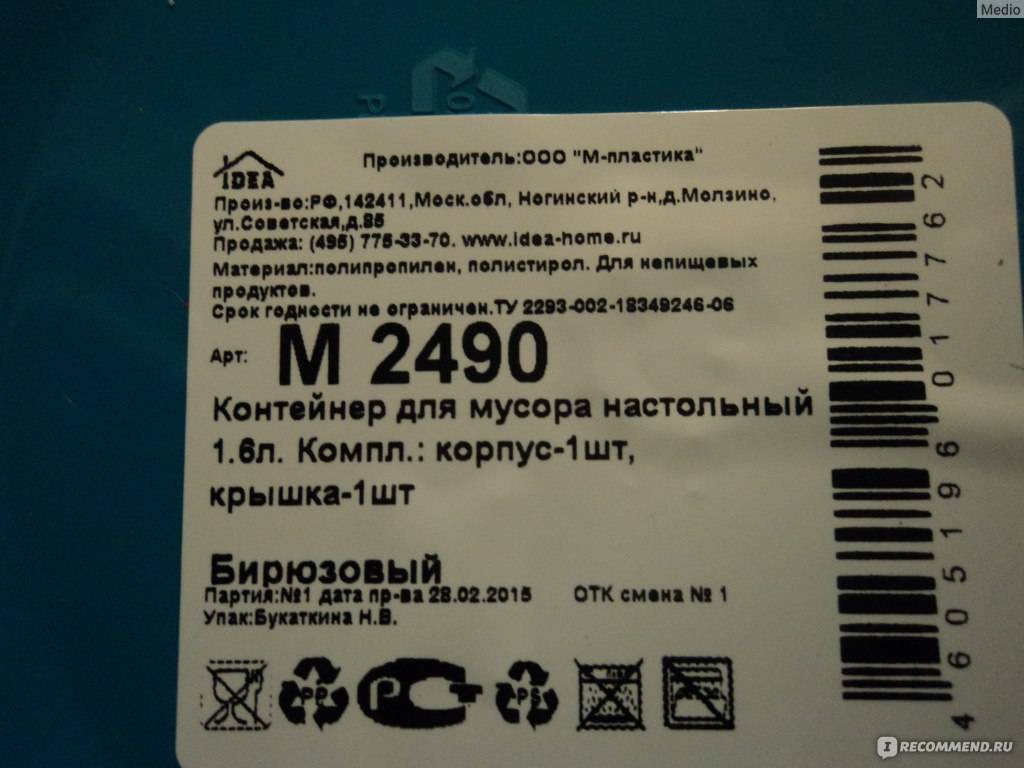 Medio
Производитель:ООО "М-пластика"
IDEA
Произ-во:РФ,142411,Моск.обл, Ногинский р-н,д.Молзино,
ул.Советская,д.85
Продажа: (495) 775-33-70. www.idea-home.ru
Материал:полипропилен, полистирол. Для непищевых
продуктов.
Срок годности не ограничен.ТУ 2293-002-18349246-06
Арт: М 2490
Контейнер для мусора настольный
1.6л. Компл.: корпус-1шт,
крышка-1шт
Бирюзовый
Партия:№1 дата пр-ва 28.02.2015 ОТК смена № 1
Упак:Букаткина Н.В.
PP
PS
4 605196 017762
IRECOMMEND.RU